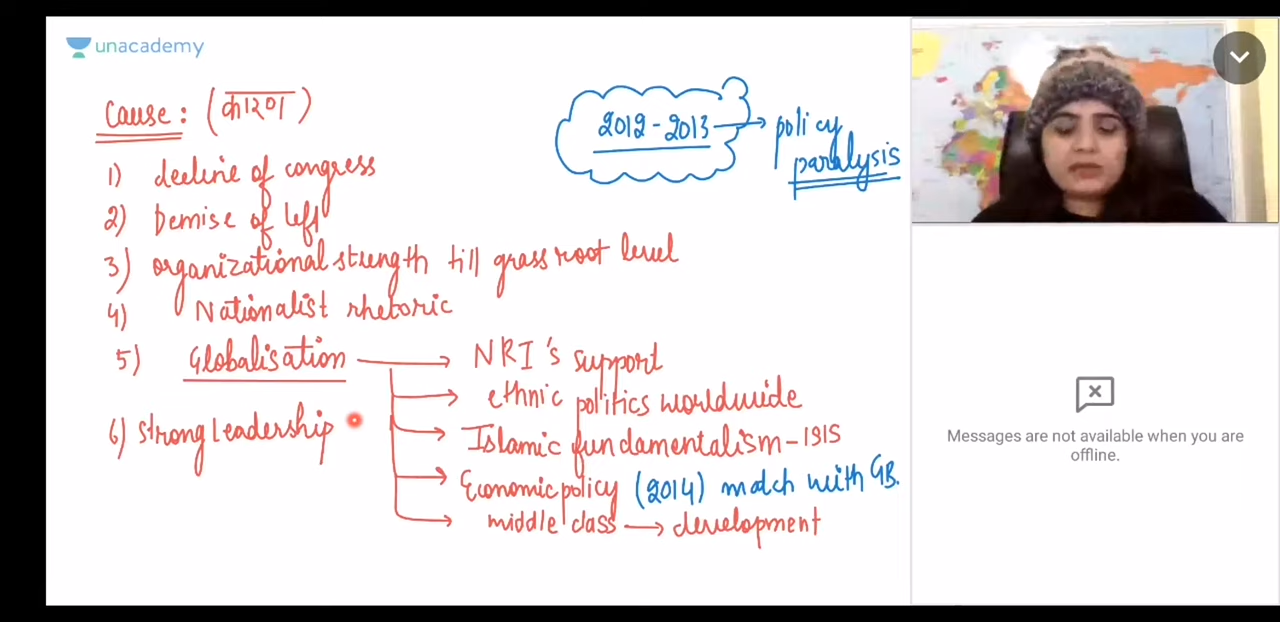 unacademy
Cause : (कारण)
2012 - 2013 → policy paralysis
1) decline of congress
2) Demise of left
3) organizational strength till grass root level
4) Nationalist rhetoric
5) Globalisation → NRI's support
→ ethnic politics worldwide
6) strong leadership
→ Islamic fundamentalism - ISIS
→ Economic policy (2014) match with GB.
→ middle class → development
Messages are not available when you are
offline.